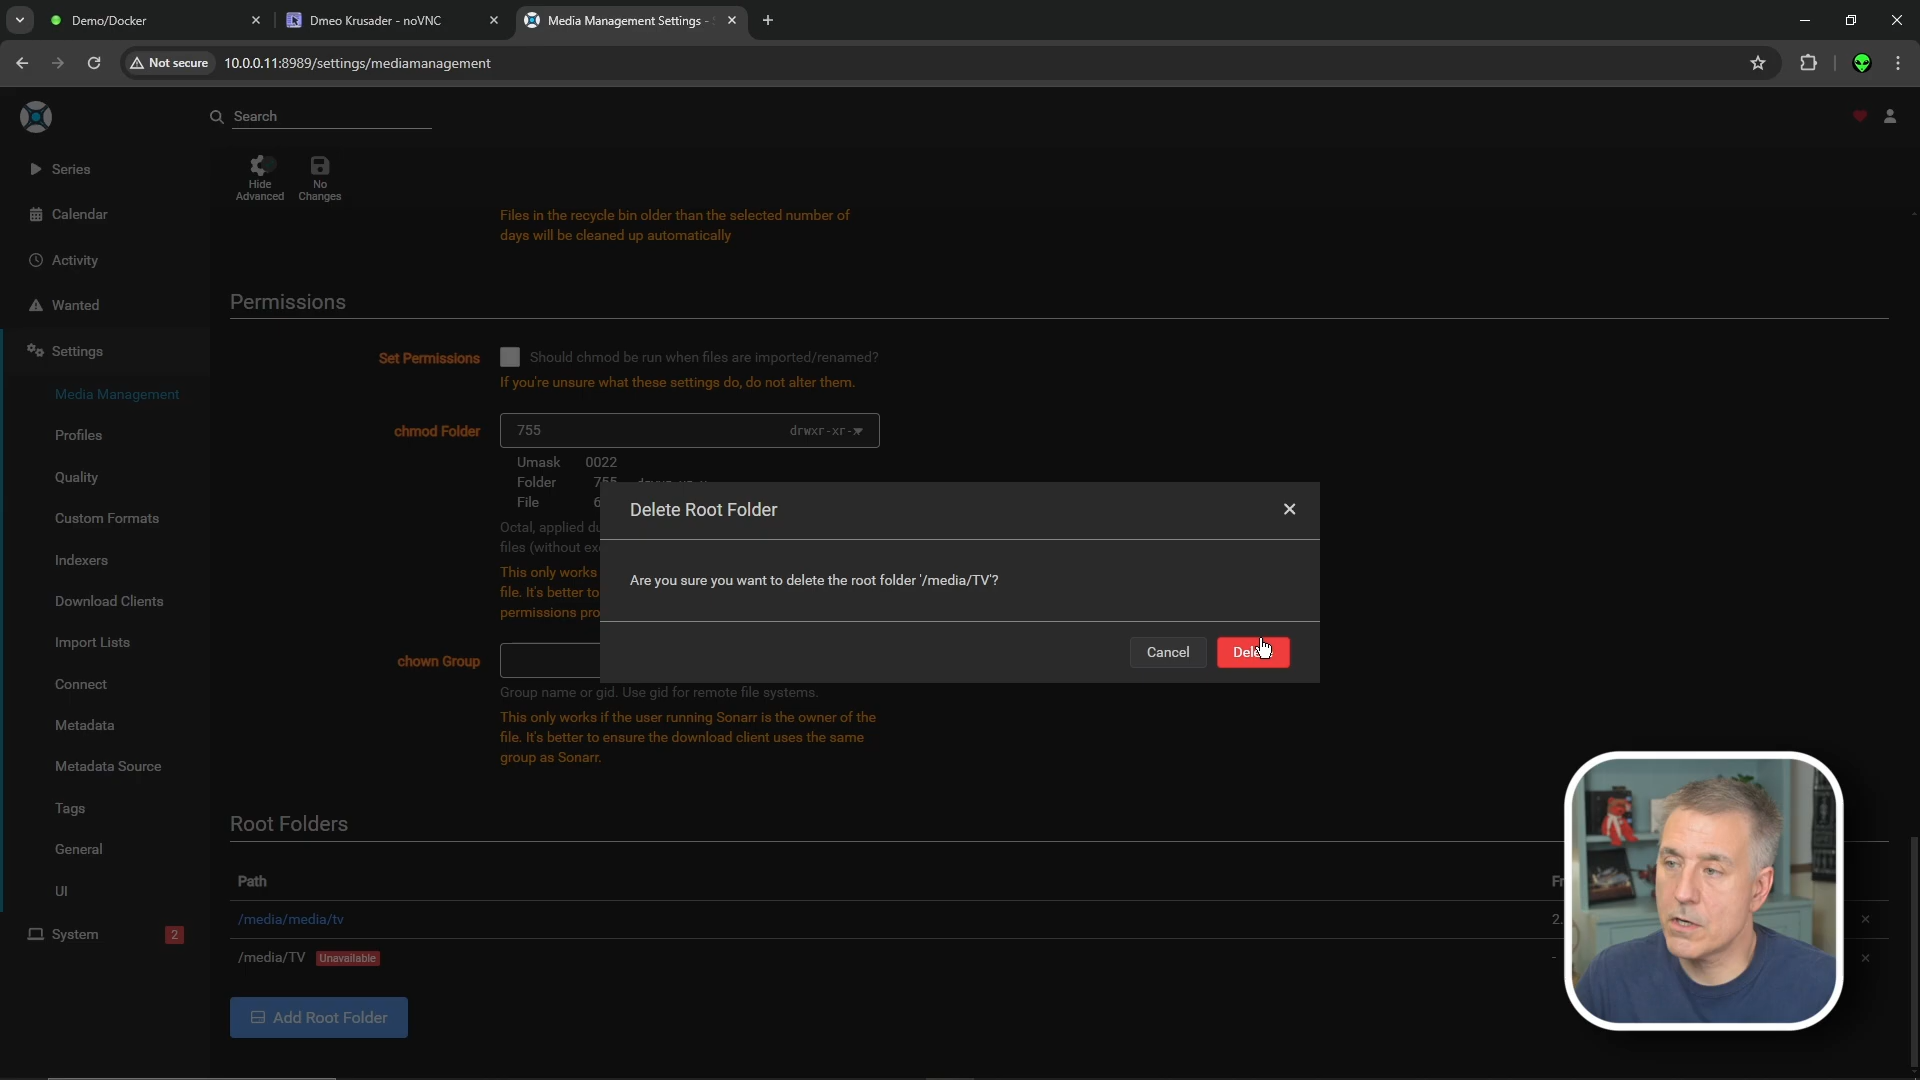 Demo/Docker
Dmeo Krusader - noVNC
Media Management Settings -
Not secure
10.0.0.11:8989/settings/mediamanagement
Search
Series
Calendar
Activity
Wanted
Settings
Media Management
Profiles
Quality
Custom Formats
Indexers
Download Clients
Import Lists
Connect
Metadata
Metadata Source
Tags
General
UI
System
2
Hide
Advanced
No
Changes
Files in the recycle bin older than the selected number of
days will be cleaned up automatically
Permissions
Set Permissions
Should chmod be run when files are imported/renamed?
If you're unsure what these settings do, do not alter them.
chmod Folder
755
drwxr-xr-x
Umask 0022
Folder 755
File 6
Octal, applied du
files (without ex
This only works
file. It's better to
permissions pro
Delete Root Folder
Are you sure you want to delete the root folder '/media/TV'?
Cancel
chown Group
Group name or gid. Use gid for remote file systems.
This only works if the user running Sonarr is the owner of the
file. It's better to ensure the download client uses the same
group as Sonarr.
Root Folders
Path
/media/media/tv
2.
/media/TV
Unavailable
-
Add Root Folder